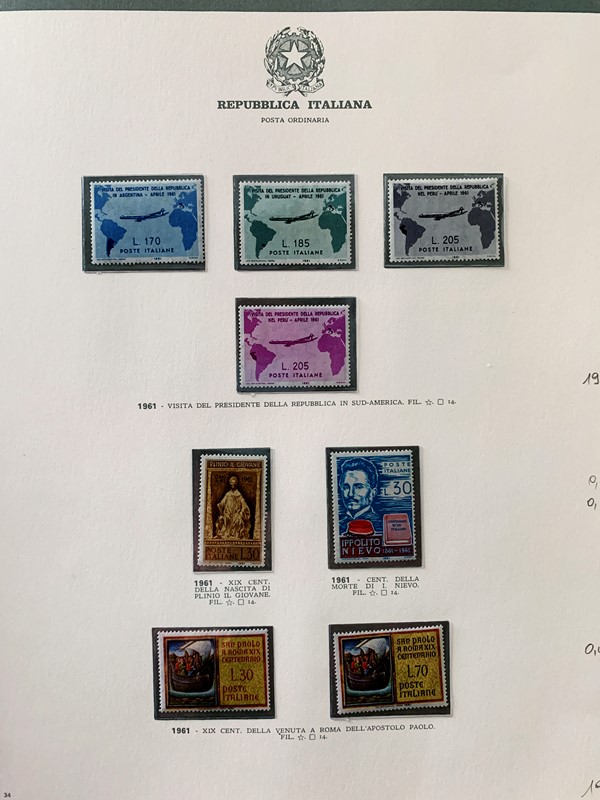 REPUBBLICA ITALIANA
POSTA ORDINARIA
VISITA DEL PRESIDENTE DELLA REPUBBLICA
IN ARGENTINA - APRILE 1961
L. 170
POSTE ITALIANE
1961
VISITA DEL PRESIDENTE DELLA REPUBBLICA
IN URUGUAY - APRILE 1961
L. 185
POSTE ITALIANE
1961
VISITA DEL PRESIDENTE DELLA REPUBBLICA
NEL PERU' - APRILE 1961
L. 205
POSTE ITALIANE
1961
VISITA DEL PRESIDENTE DELLA REPUBBLICA
NEL PERU' - APRILE 1961
L. 205
POSTE ITALIANE
1961
1961 - VISITA DEL PRESIDENTE DELLA REPUBBLICA IN SUD-AMERICA. FIL. ☆. □ 14.
PLINIO IL GIOVANE
POSTE
ITALIANE L.30
POSTE
ITALIANE
L.30
IPPOLITO
NIEVO 1861-1961
1961 - XIX CENT.
DELLA NASCITA DI
PLINIO IL GIOVANE.
FIL. ☆. □ 14.
1961 - CENT. DELLA
MORTE DI I. NIEVO.
FIL. ☆. □ 14.
SAN PAOLO
A ROMA XIX
CENTENARIO
L.30
POSTE
ITALIANE
SAN PAOLO
A ROMA XIX
CENTENARIO
L.70
POSTE
ITALIANE
1961 - XIX CENT. DELLA VENUTA A ROMA DELL'APOSTOLO PAOLO.
FIL. ☆. □ 14.
34